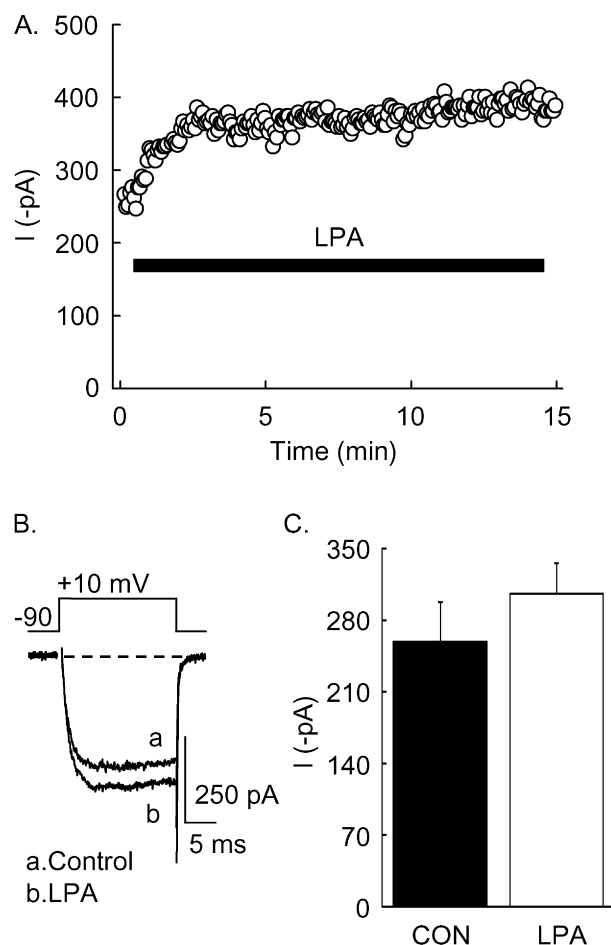 A.
500
400
300
200
100
0
I (-pA)
LPA
0 5 10 15
Time (min)
B.
+10 mV
-90
a
b
250 pA
5 ms
a.Control
b.LPA
C.
350
280
210
140
70
0
I (-pA)
CON LPA